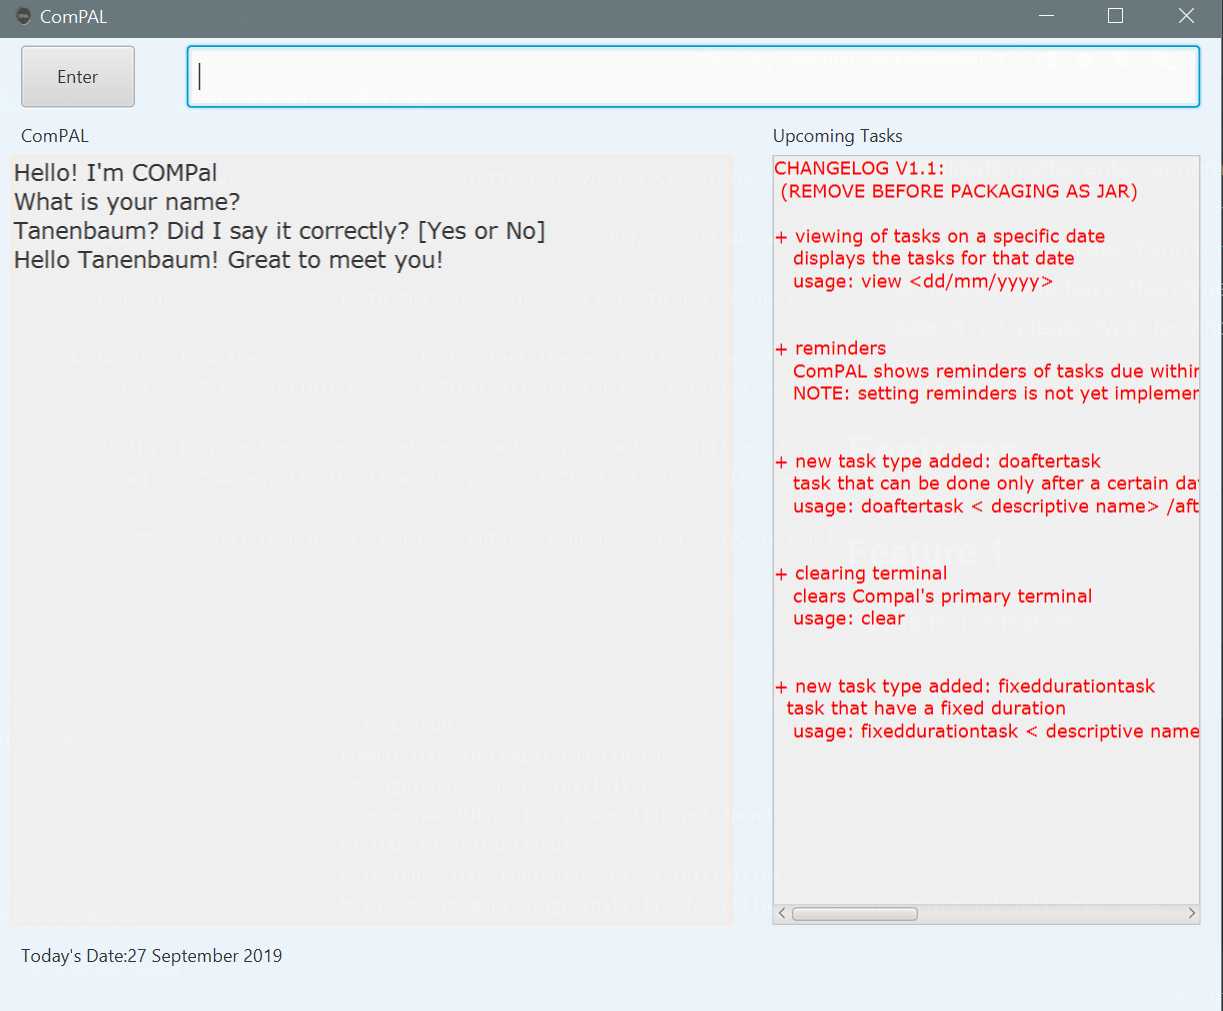 ComPAL
Enter
ComPAL
Upcoming Tasks
Hello! I'm COMPal
What is your name?
Tanenbaum? Did I say it correctly? [Yes or No]
Hello Tanenbaum! Great to meet you!
CHANGELOG V1.1:
(REMOVE BEFORE PACKAGING AS JAR)
+ viewing of tasks on a specific date
displays the tasks for that date
usage: view <dd/mm/yyyy>
+ reminders
ComPAL shows reminders of tasks due within
NOTE: setting reminders is not yet implemen
+ new task type added: doaftertask
task that can be done only after a certain dat
usage: doaftertask < descriptive name> /aft
+ clearing terminal
clears Compal's primary terminal
usage: clear
+ new task type added: fixeddurationtask
task that have a fixed duration
usage: fixeddurationtask < descriptive name
Today's Date:27 September 2019